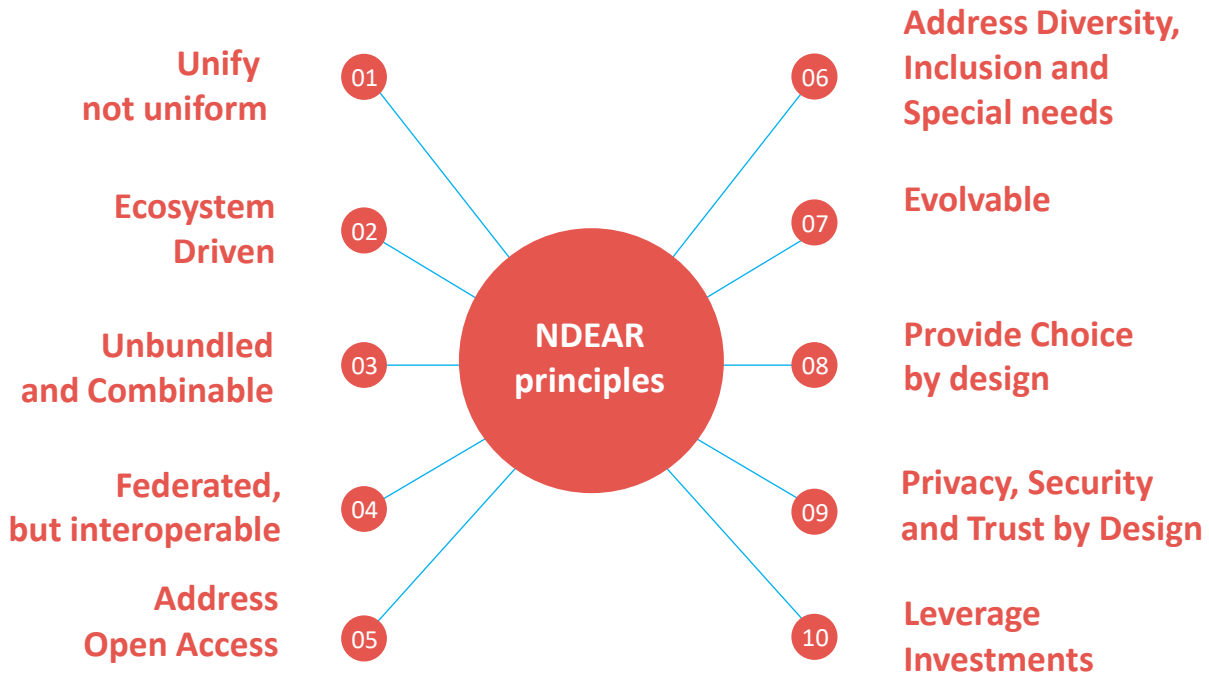 NDEAR
principles
01
Unify
not uniform
02
Ecosystem
Driven
03
Unbundled
and Combinable
04
Federated,
but interoperable
05
Address
Open Access
06
Address Diversity,
Inclusion and
Special needs
07
Evolvable
08
Provide Choice
by design
09
Privacy, Security
and Trust by Design
10
Leverage
Investments